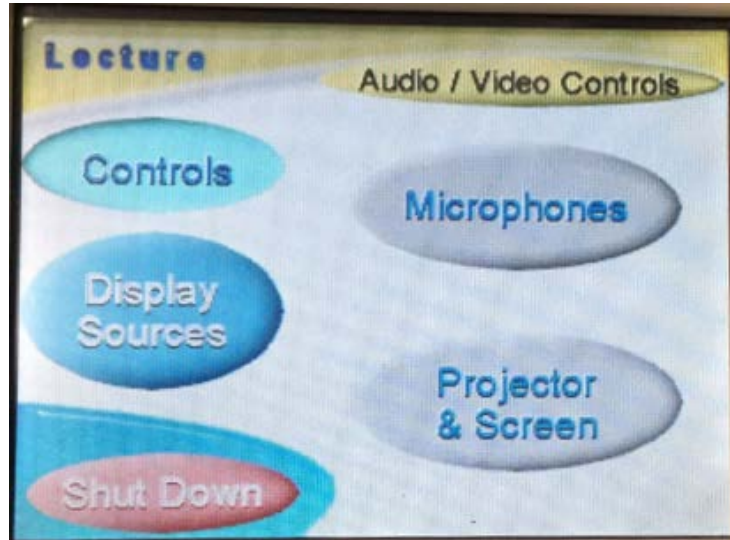 Lecture
Audio / Video Controls
Controls
Microphones
Display
Sources
Projector
& Screen
Shut Down